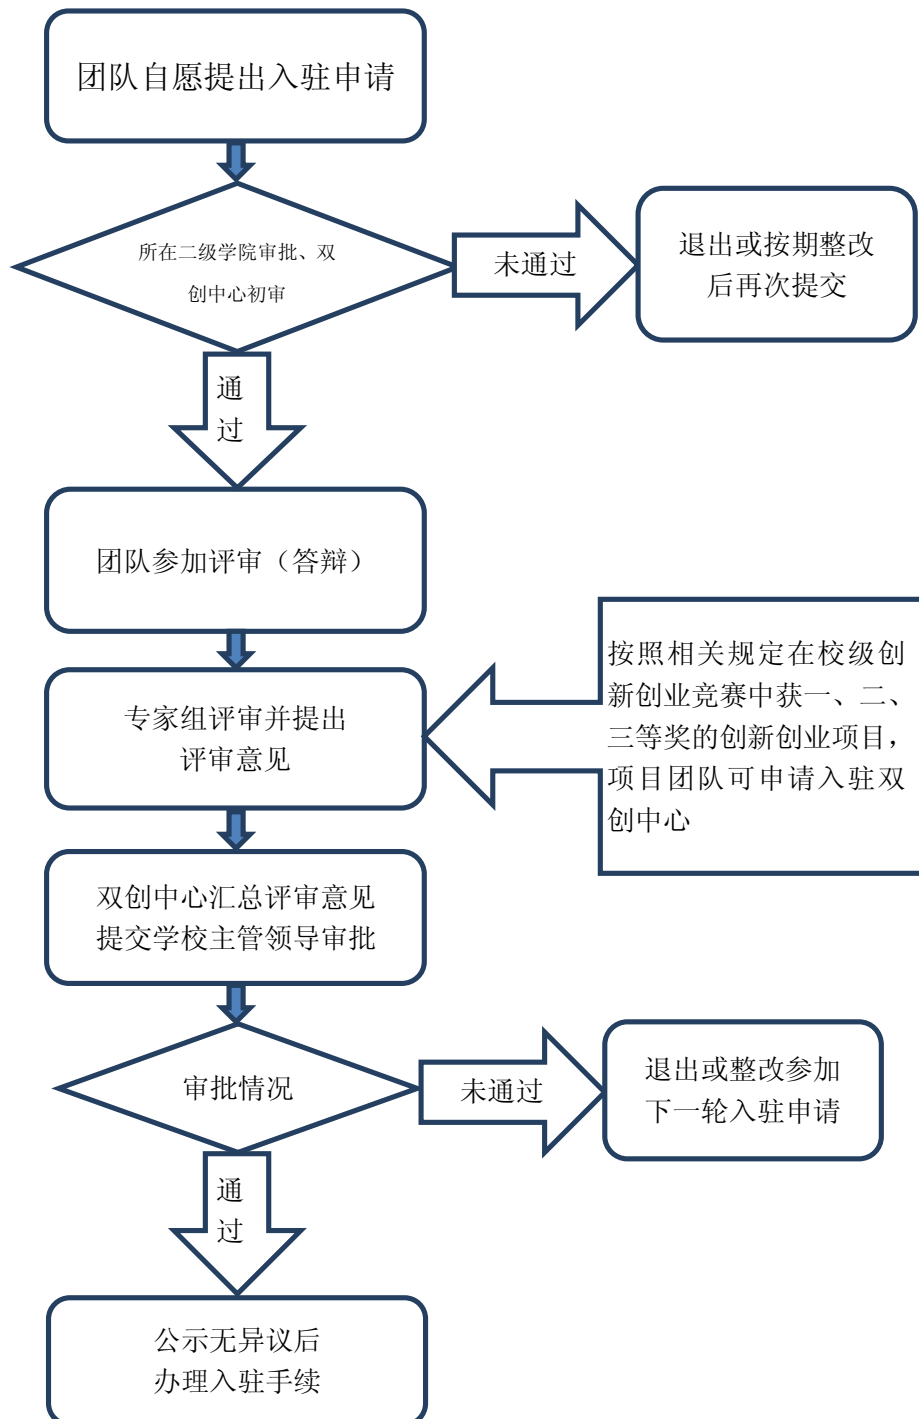 团队自愿提出入驻申请
所在二级学院审批、双
创中心初审
未通过
退出或按期整改
后再次提交
通
过
团队参加评审（答辩）
专家组评审并提出
评审意见
按照相关规定在校级创
新创业竞赛中获一、二、
三等奖的创新创业项目，
项目团队可申请入驻双
创中心
双创中心汇总评审意见
提交学校主管领导审批
审批情况
未通过
退出或整改参加
下一轮入驻申请
通
过
公示无异议后
办理入驻手续